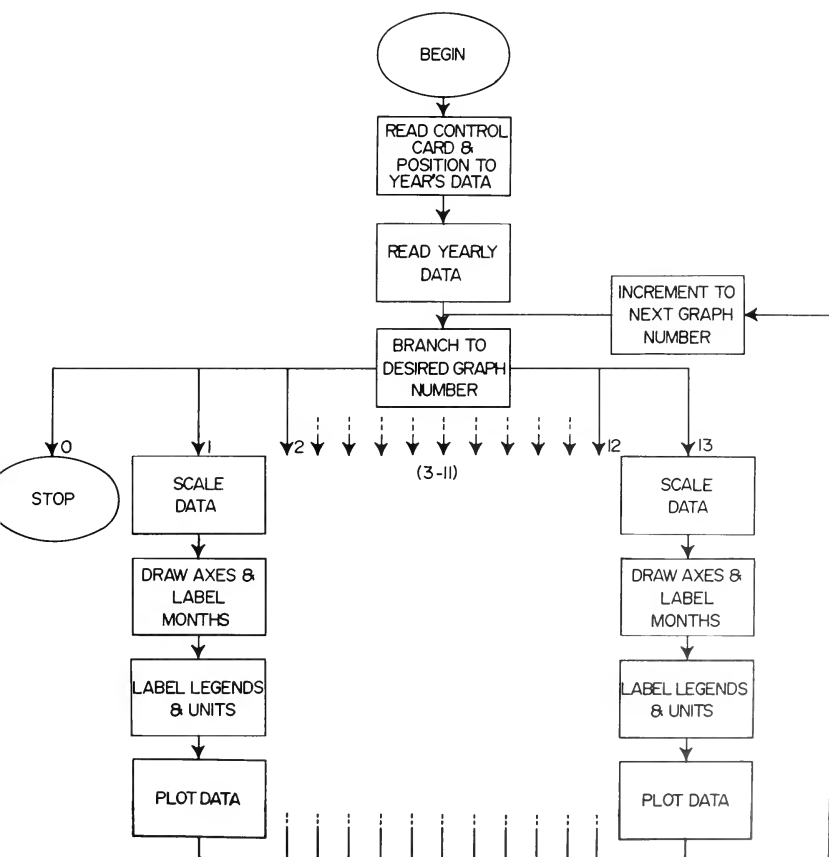 BEGIN
READ CONTROL
CARD &
POSITION TO
YEAR'S DATA
READ YEARLY
DATA
INCREMENT TO
NEXT GRAPH
NUMBER
BRANCH TO
DESIRED GRAPH
NUMBER
0
1
2
(3-11)
12
13
STOP
SCALE
DATA
DRAW AXES &
LABEL
MONTHS
LABEL LEGENDS
& UNITS
PLOT DATA
SCALE
DATA
DRAW AXES &
LABEL
MONTHS
LABEL LEGENDS
& UNITS
PLOT DATA